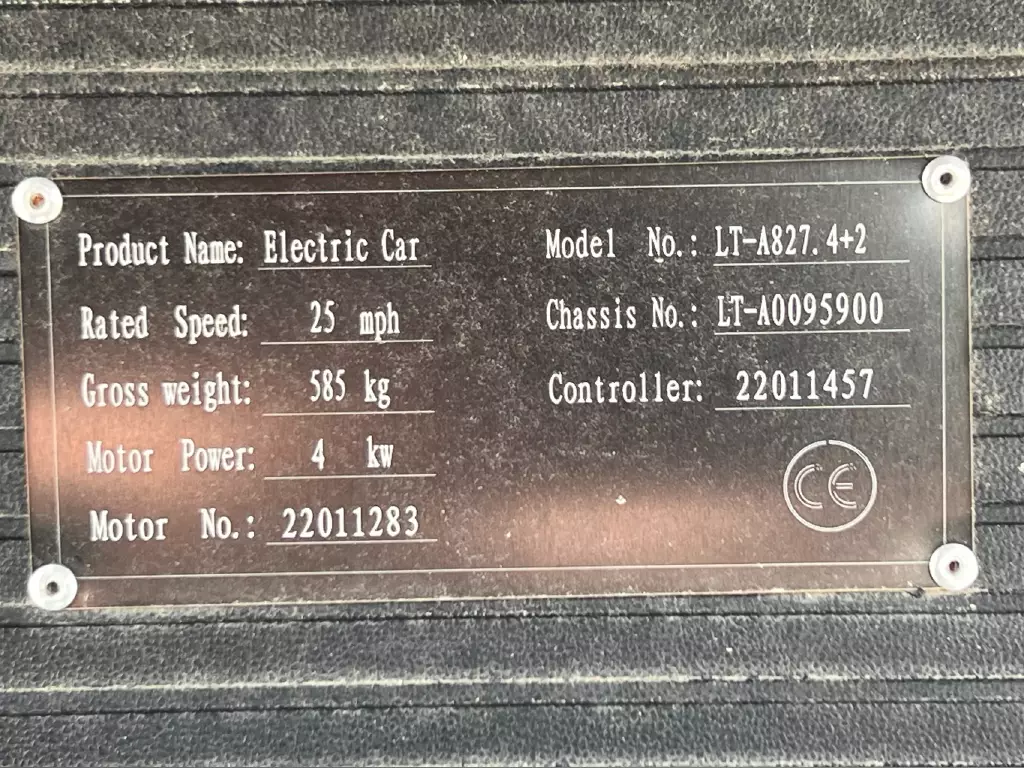 Product Name: Electric Car
Rated Speed: 25 mph
Gross weight: 585 kg
Motor Power: 4 kw
Motor No.: 22011283
Model No.: LT-A827.4+2
Chassis No.: LT-A0095900
Controller: 22011457
CE